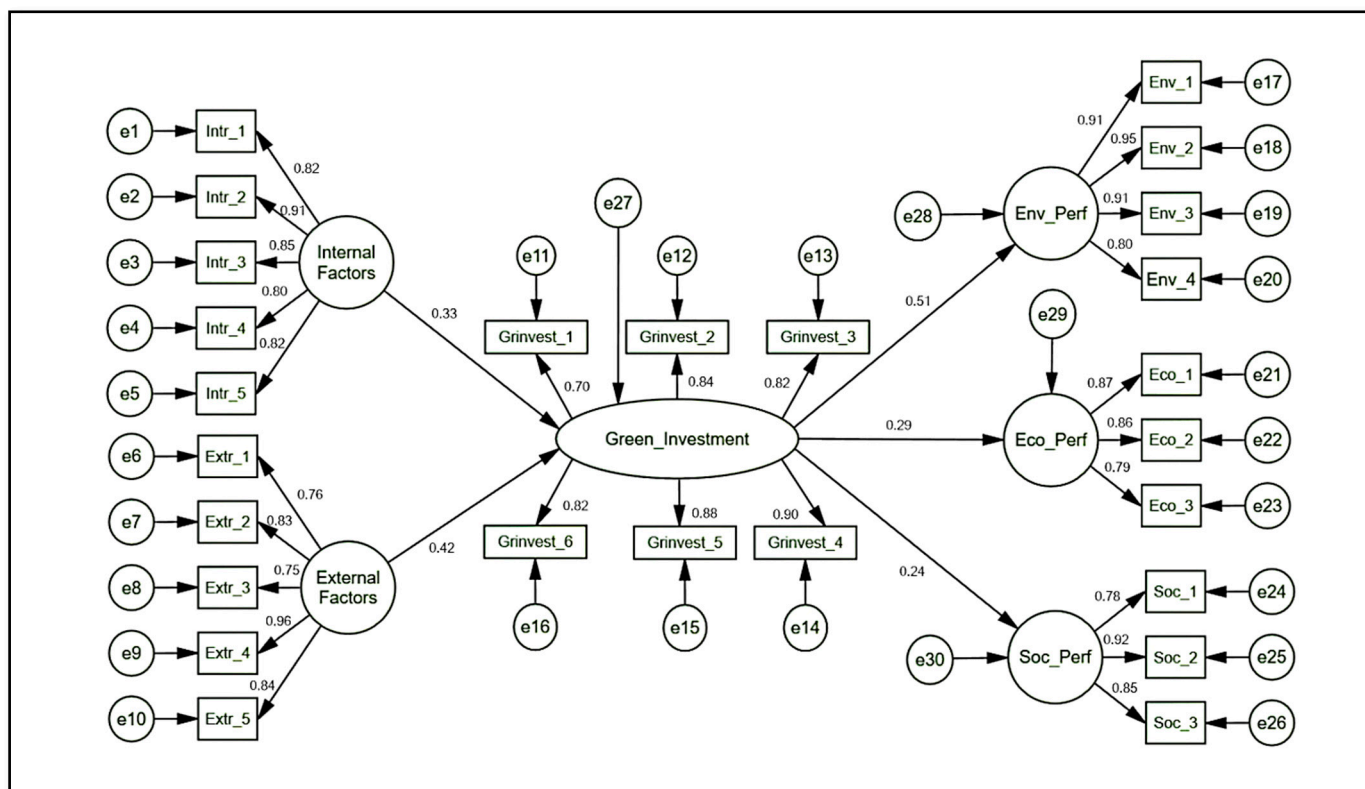 e1
Intr_1
0.82
e2
Intr_2
0.91
e3
Intr_3
0.85
Internal
Factors
e4
Intr_4
0.80
e5
Intr_5
0.82
0.33
e6
Extr_1
0.76
e7
Extr_2
0.83
e8
Extr_3
0.75
External
Factors
e9
Extr_4
0.96
e10
Extr_5
0.84
0.42
e27
e11
e12
e13
Grinvest_1
Grinvest_2
Grinvest_3
0.70
0.84
0.82
Green_Investment
0.82
0.88
0.90
Grinvest_6
Grinvest_5
Grinvest_4
e16
e15
e14
0.51
0.29
0.24
Env_1
e17
0.91
Env_2
e18
0.95
e28
Env_Perf
0.91
Env_3
e19
0.80
Env_4
e20
e29
Eco_1
e21
0.87
Eco_Perf
0.86
Eco_2
e22
0.79
Eco_3
e23
Soc_1
e24
0.78
e30
Soc_Perf
0.92
Soc_2
e25
0.85
Soc_3
e26